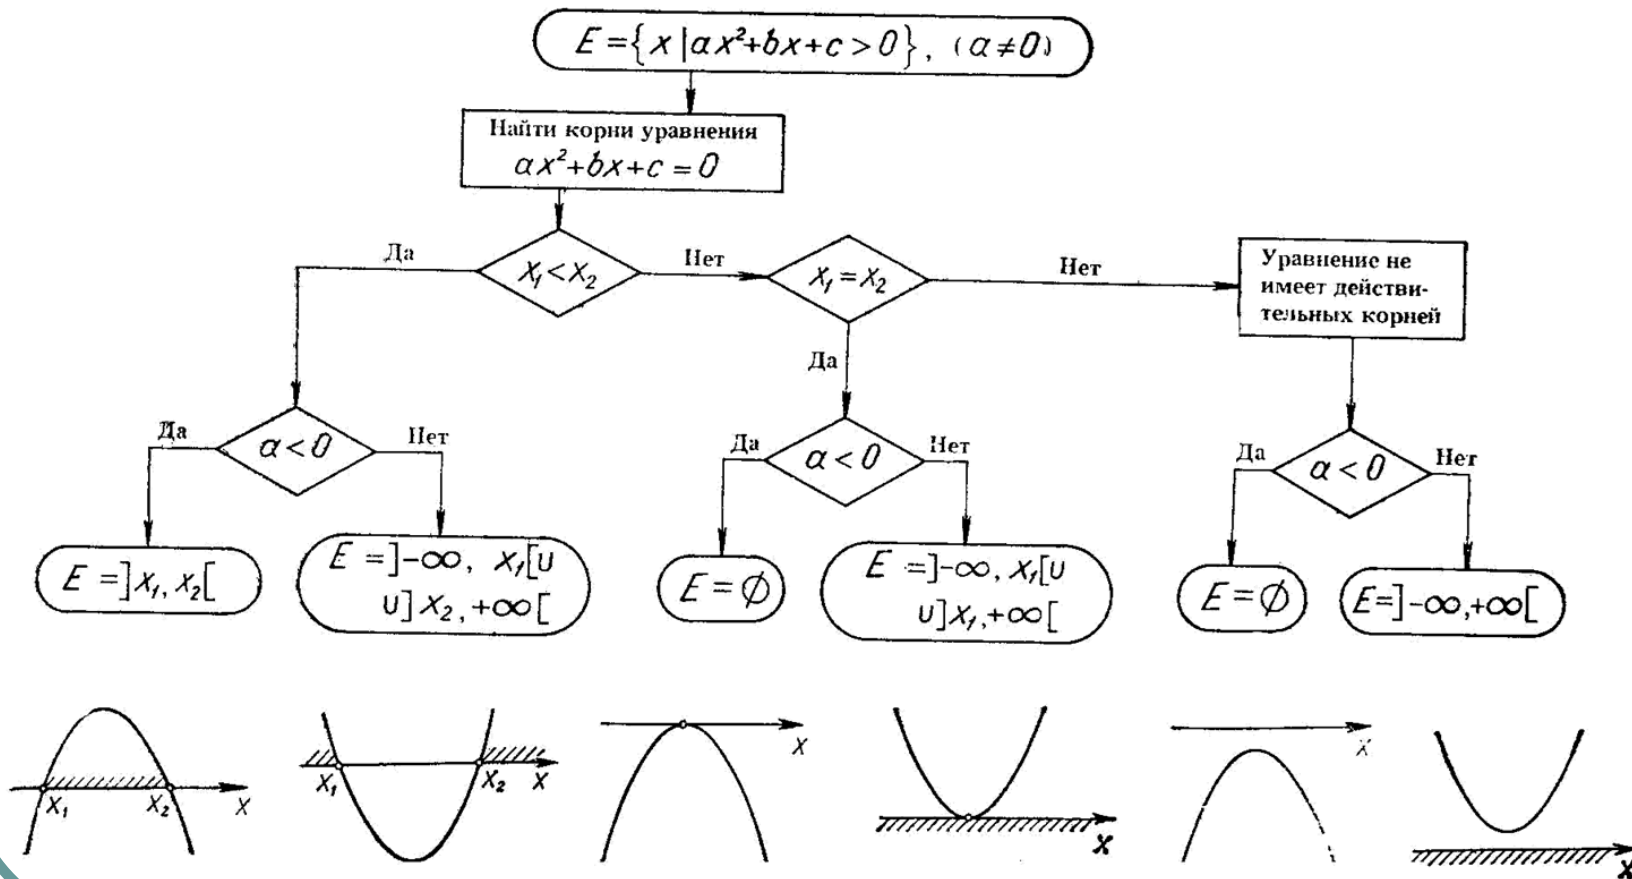 E = {x | ax²+bx+c > 0}, (a ≠ 0)
Найти корни уравнения
ax²+bx+c = 0
Да
x₁ < x₂
Нет
x₁ = x₂
Нет
Уравнение не
имеет действи-
тельных корней
Да
Да
a < 0
Нет
Да
a < 0
Нет
Да
a < 0
Нет
E = ]x₁, x₂[
E = ]-∞, x₁[ ∪
∪ ]x₂, +∞[
E = ∅
E = ]-∞, x₁[ ∪
∪ ]x₁, +∞[
E = ∅
E = ]-∞, +∞[
x₁ x₂ x
x₁ x₂ x
x
x
x
x